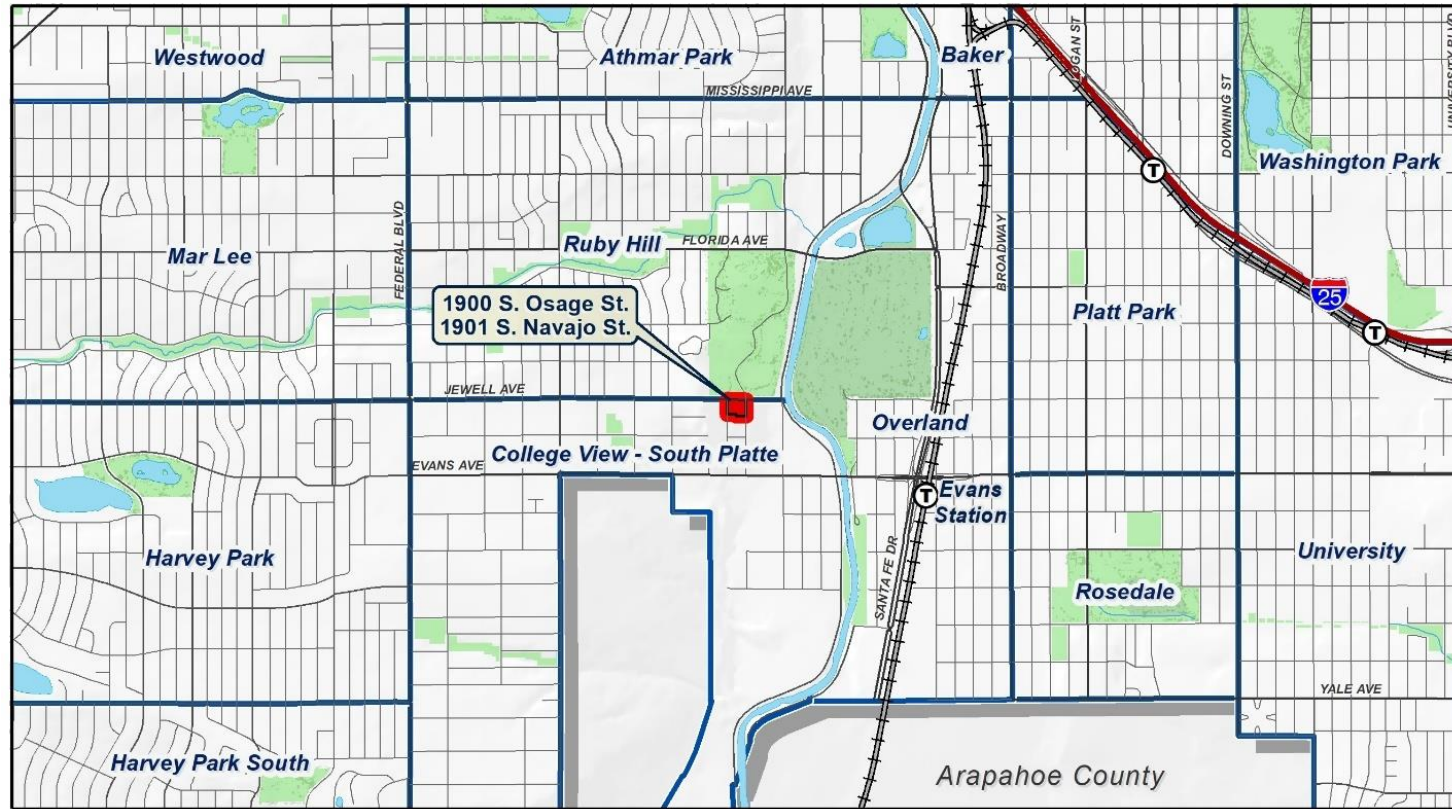 Westwood
Athmar Park
Baker
MISSISSIPPI AVE
LOGAN ST
DOWNING ST
UNIVERSITY BLVD
Washington Park
T
FEDERAL BLVD
Mar Lee
Ruby Hill
FLORIDA AVE
BROADWAY
25
Platt Park
T
1900 S. Osage St.
1901 S. Navajo St.
JEWELL AVE
Overland
EVANS AVE
College View - South Platte
T
Evans
Station
Harvey Park
SANTA FE DR
University
Rosedale
YALE AVE
Harvey Park South
Arapahoe County